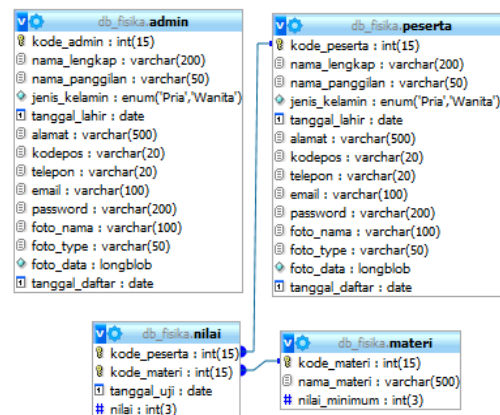 db_fisika.admin
kode_admin : int(15)
nama_lengkap : varchar(200)
nama_panggilan : varchar(50)
jenis_kelamin : enum('Pria','Wanita')
tanggal_lahir : date
alamat : varchar(500)
kodepos : varchar(20)
telepon : varchar(20)
email : varchar(100)
password : varchar(200)
foto_nama : varchar(100)
foto_type : varchar(50)
foto_data : longblob
tanggal_daftar : date
db_fisika.peserta
kode_peserta : int(15)
nama_lengkap : varchar(200)
nama_panggilan : varchar(50)
jenis_kelamin : enum('Pria','Wanita')
tanggal_lahir : date
alamat : varchar(500)
kodepos : varchar(20)
telepon : varchar(20)
email : varchar(100)
password : varchar(200)
foto_nama : varchar(100)
foto_type : varchar(50)
foto_data : longblob
tanggal_daftar : date
db_fisika.nilai
kode_peserta : int(15)
kode_materi : int(15)
tanggal_uji : date
# nilai : int(3)
db_fisika.materi
kode_materi : int(15)
nama_materi : varchar(500)
# nilai_minimum : int(3)